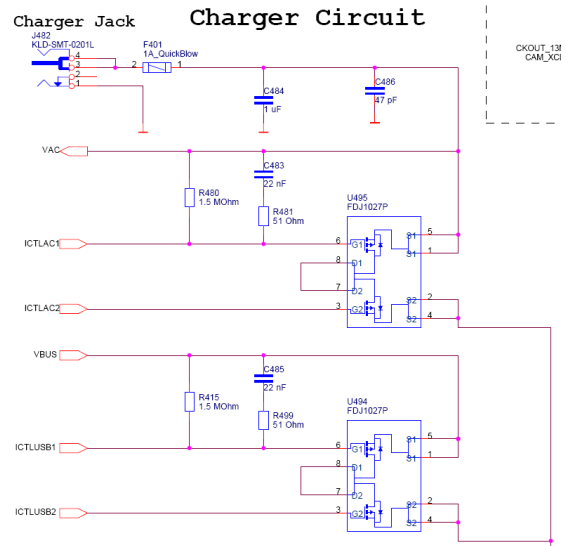 Charger Circuit
Charger Jack
J482
KLD-SMT-0201L
4
3
2
1
F401
1A_QuickBlow
2
1
C484
1 uF
C486
47 pF
CKOUT_13M
CAM_XCL
VAC
C483
22 nF
R480
1.5 MOhm
R481
51 Ohm
U495
FDJ1027P
ICTLAC1
6
G1
S1
5
8
D1
S1
1
7
D2
S2
2
ICTLAC2
3
G2
S2
4
VBUS
C485
22 nF
R415
1.5 MOhm
R499
51 Ohm
U494
FDJ1027P
ICTLUSB1
6
G1
S1
5
8
D1
S1
1
7
D2
S2
2
ICTLUSB2
3
G2
S2
4